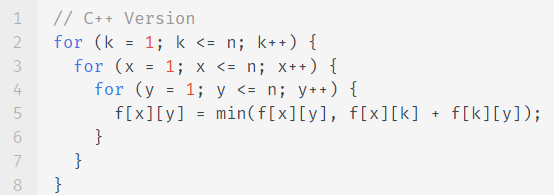 1 // C++ Version
2 for (k = 1; k <= n; k++) {
3   for (x = 1; x <= n; x++) {
4     for (y = 1; y <= n; y++) {
5       f[x][y] = min(f[x][y], f[x][k] + f[k][y]);
6     }
7   }
8 }